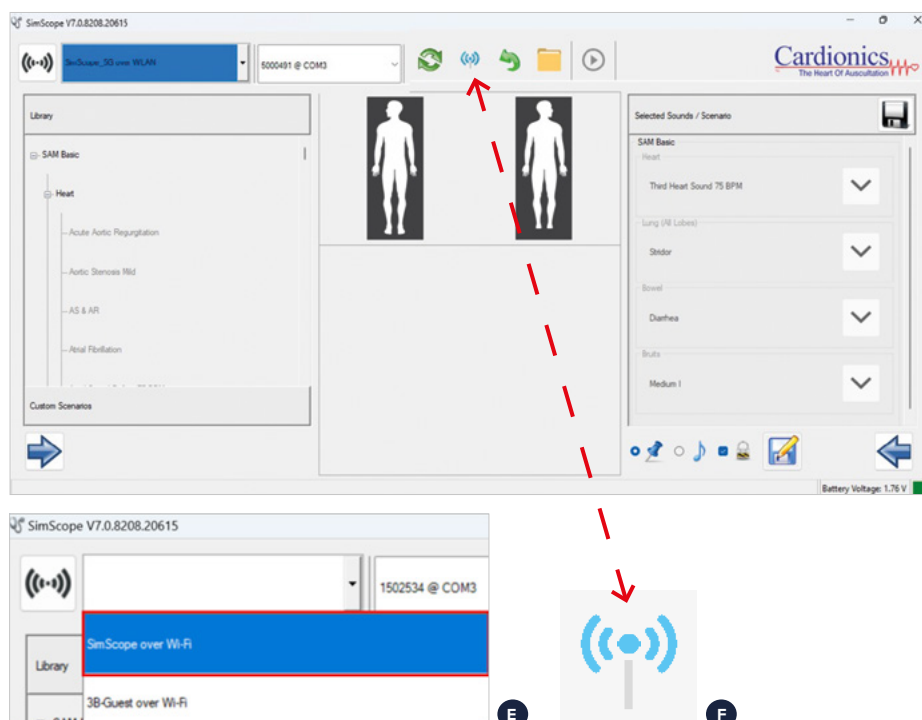 SimScope V7.0.8208.20615
SimScope_3G over WLAN
5000491 @ COM3
Cardionics
The Heart Of Auscultation
Library
SAM Basic
Heart
Acute Aortic Regurgitation
Aortic Stenosis Mild
AS & AR
Atrial Fibrillation
Custom Scenarios
Selected Sounds / Scenario
SAM Basic
Heart
Third Heart Sound 75 BPM
Lung (All Lobes)
Stridor
Bowel
Diarrhea
Bruits
Medium I
Battery Voltage: 1.76 V
SimScope V7.0.8208.20615
1502534 @ COM3
SimScope over Wi-Fi
Library
3B-Guest over Wi-Fi
E
F